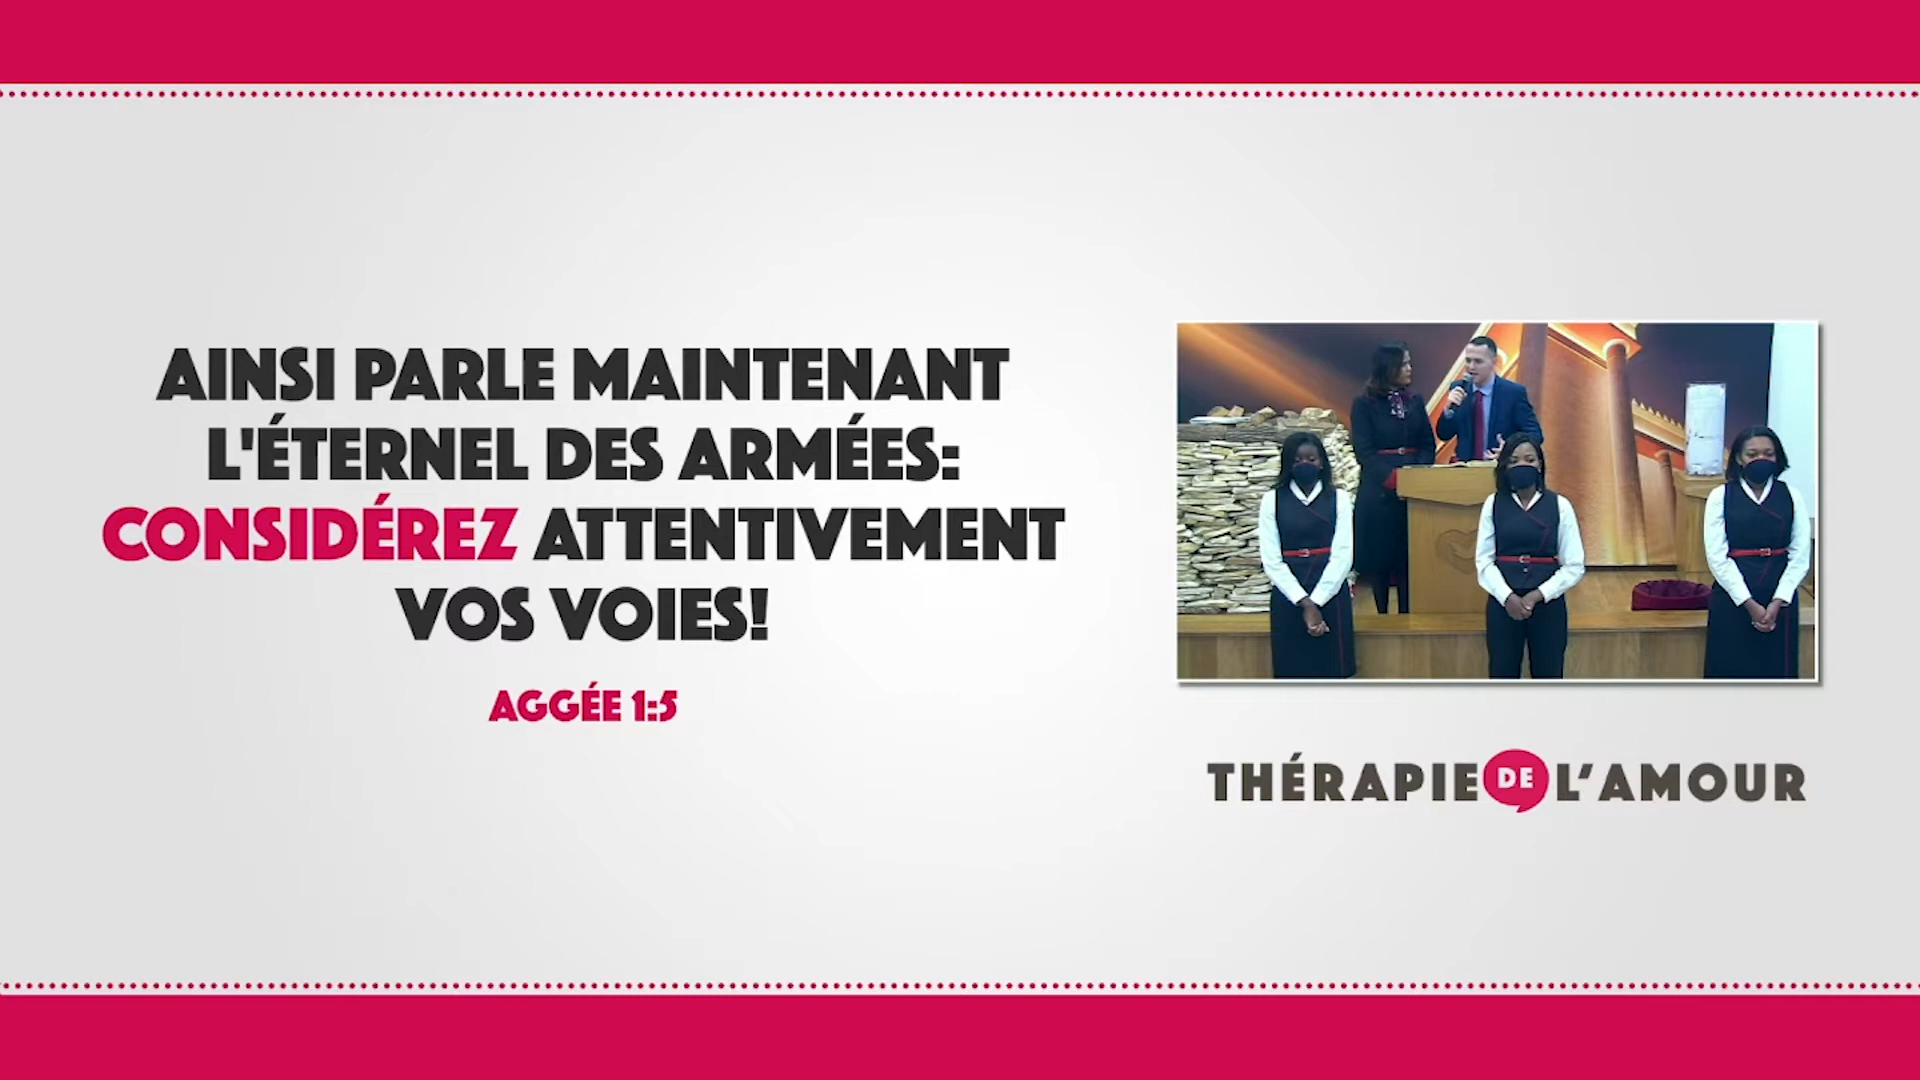 AINSI PARLE MAINTENANT
L'ÉTERNEL DES ARMÉES:
CONSIDÉREZ ATTENTIVEMENT
VOS VOIES!
AGGÉE 1:5
THÉRAPIE DE L'AMOUR